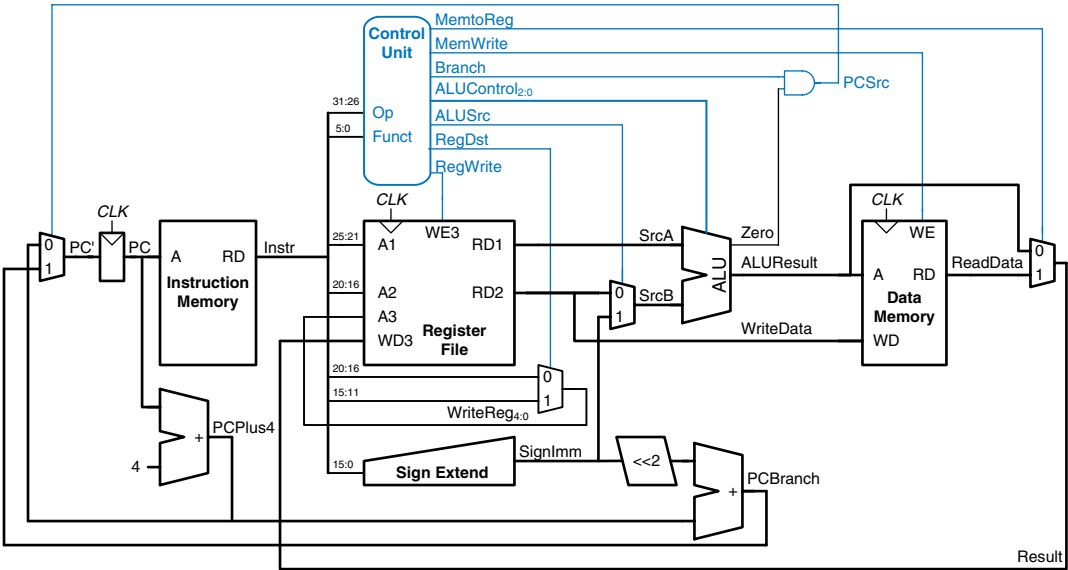 MemtoReg
Control
Unit
MemWrite
Branch
ALUControl2:0
PCSrc
31:26
Op
ALUSrc
5:0
Funct
RegDst
RegWrite
CLK
CLK
CLK
0
1
PC'
PC
A
RD
Instruction
Memory
Instr
25:21
A1
WE3
RD1
SrcA
Zero
WE
20:16
A2
RD2
0
1
SrcB
ALU
ALUResult
A
RD
ReadData
0
1
A3
Data
Memory
WD3
Register
File
WriteData
WD
20:16
0
15:11
1
WriteReg4:0
+
PCPlus4
4
15:0
Sign Extend
SignImm
<<2
+
PCBranch
Result